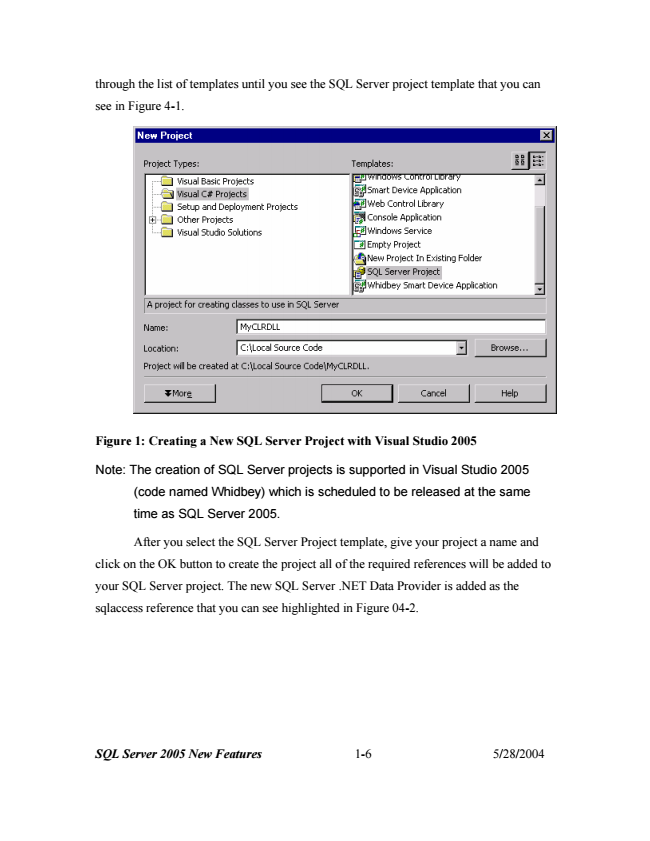 through the list of templates until you see the SQL Server project template that you can
see in Figure 4-1.
New Project
Project Types:
Templates:
Visual Basic Projects
Visual C# Projects
Setup and Deployment Projects
Other Projects
Visual Studio Solutions
Windows Control Library
Smart Device Application
Web Control Library
Console Application
Windows Service
Empty Project
New Project In Existing Folder
SQL Server Project
Whidbey Smart Device Application
A project for creating classes to use in SQL Server
Name:
MyCLRDLL
Location:
C:\Local Source Code
Browse...
Project will be created at C:\Local Source Code\MyCLRDLL.
More
OK
Cancel
Help
Figure 1: Creating a New SQL Server Project with Visual Studio 2005
Note: The creation of SQL Server projects is supported in Visual Studio 2005
(code named Whidbey) which is scheduled to be released at the same
time as SQL Server 2005.
After you select the SQL Server Project template, give your project a name and
click on the OK button to create the project all of the required references will be added to
your SQL Server project. The new SQL Server .NET Data Provider is added as the
sqlaccess reference that you can see highlighted in Figure 04-2.
SQL Server 2005 New Features 1-6 5/28/2004